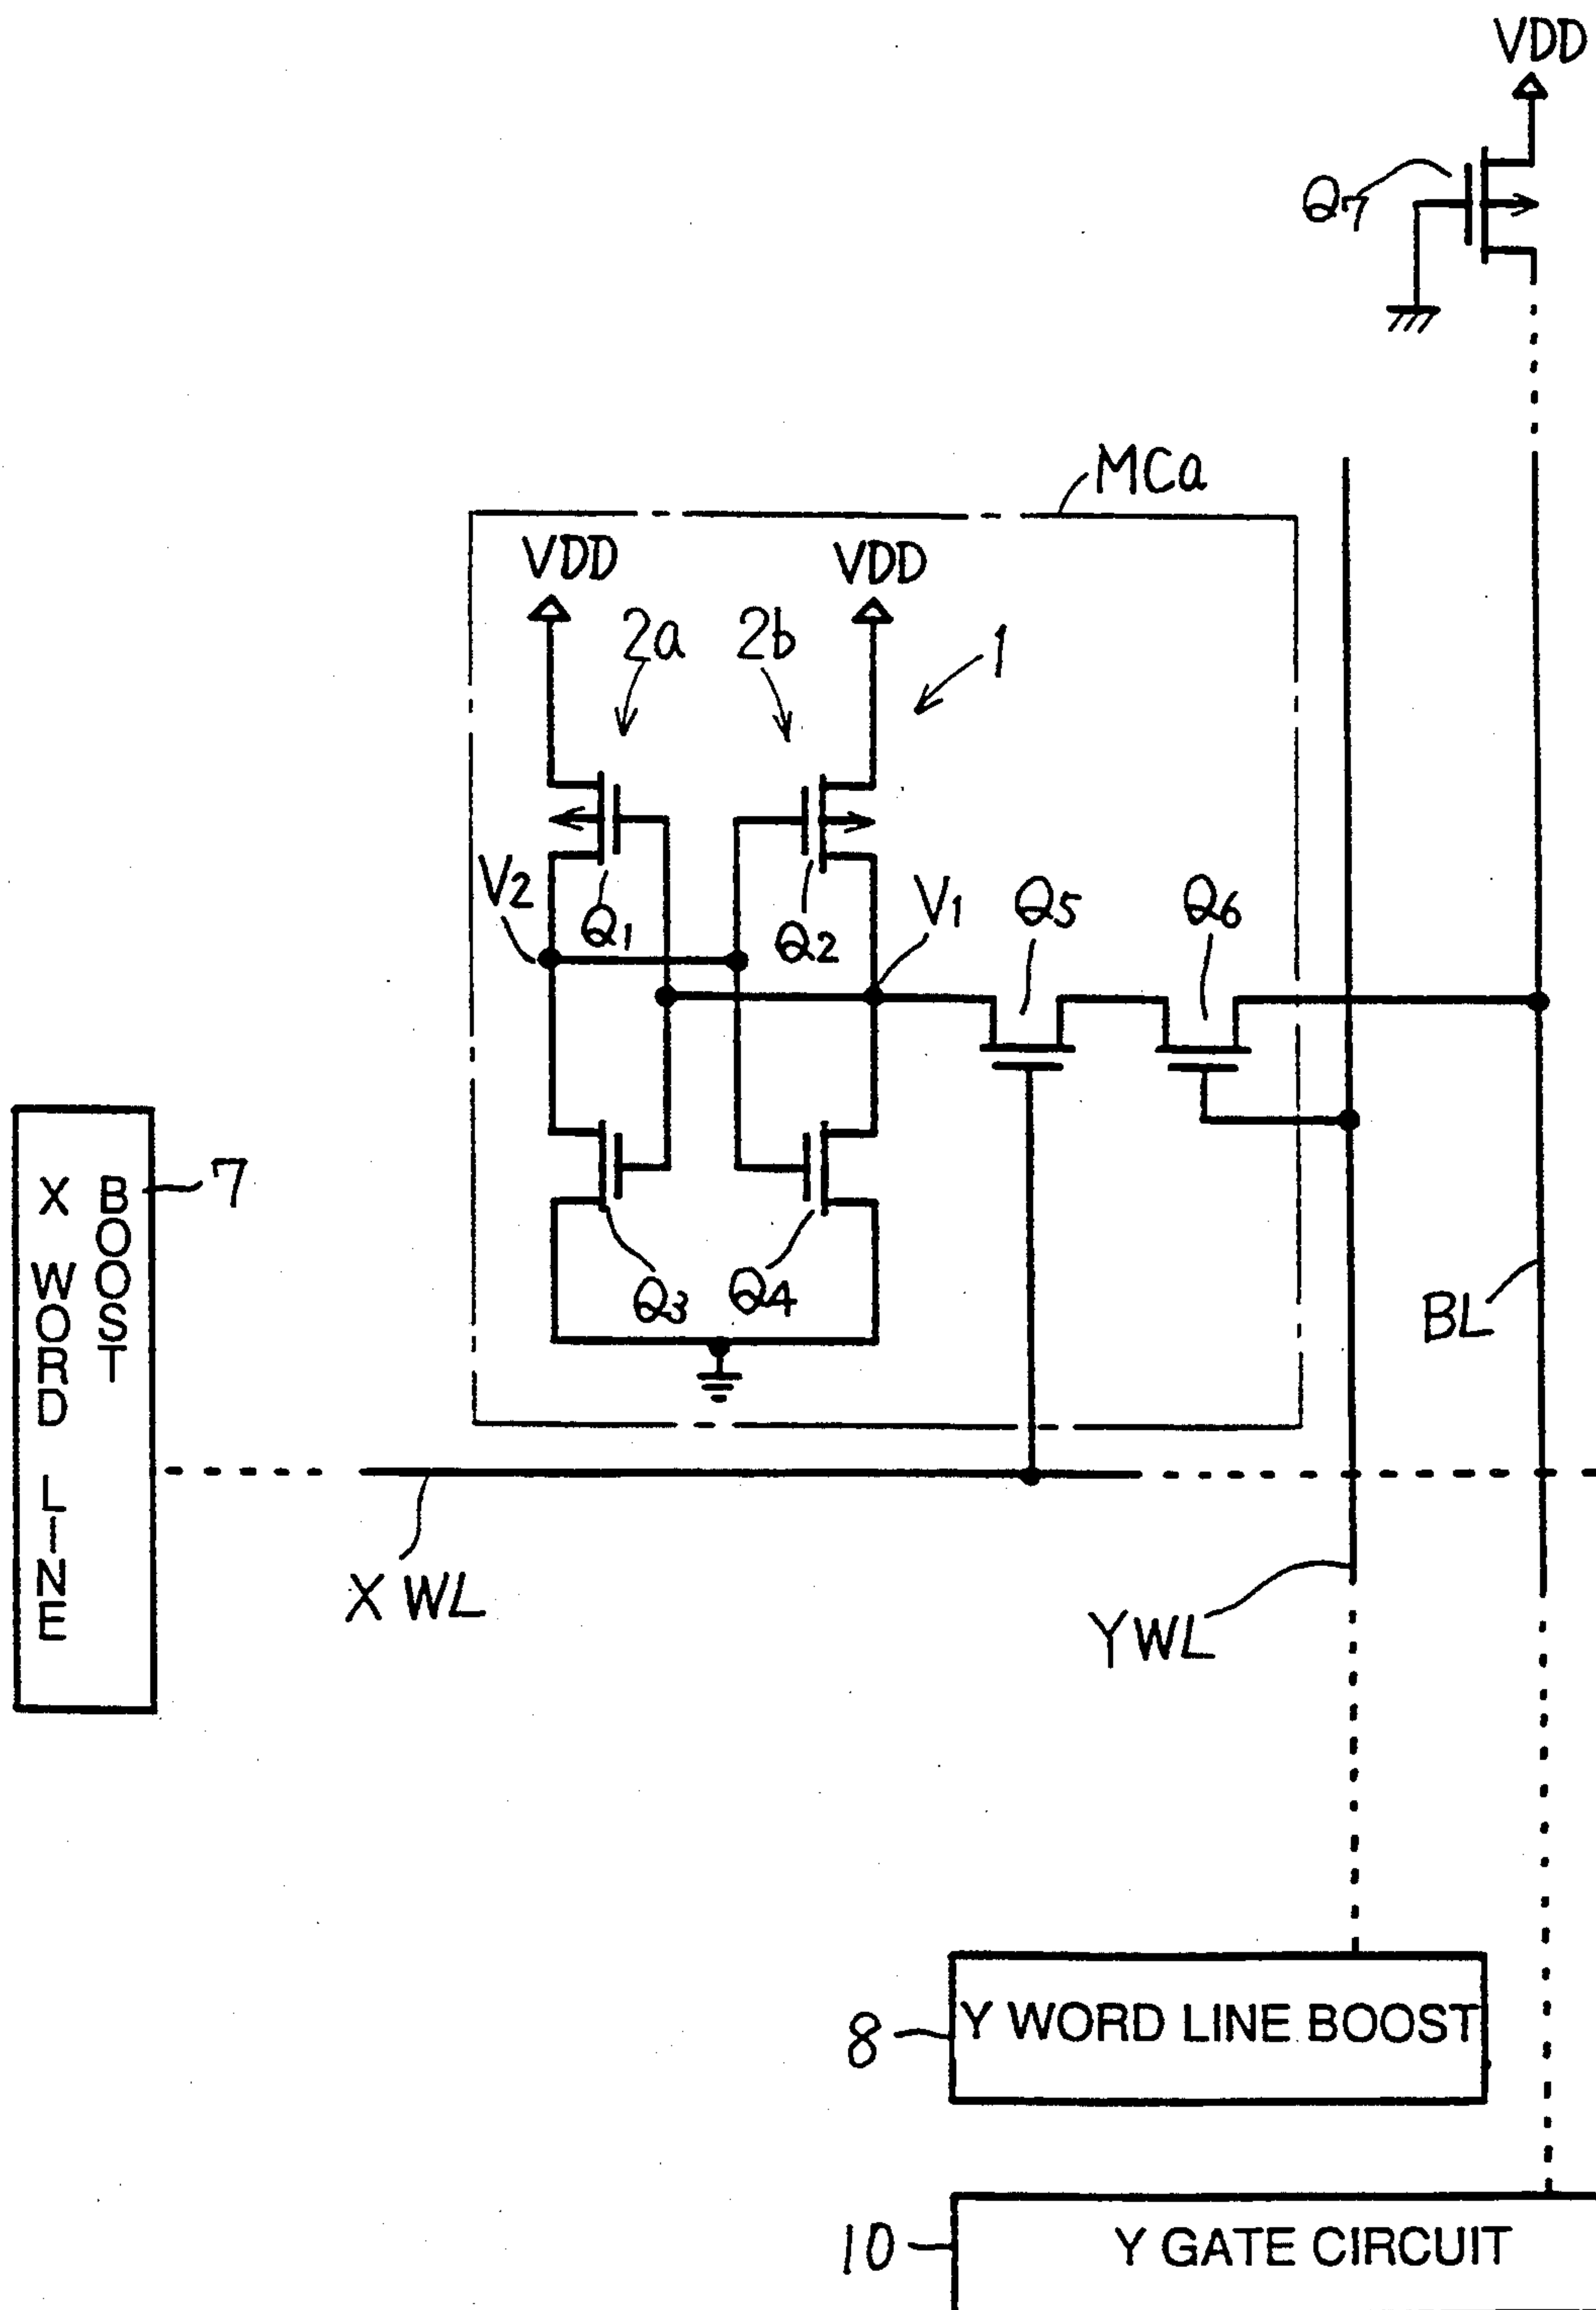 VDD
Q7
MCa
VDD
VDD
2a
2b
1
V2
Q1
Q2
V1
Q5
Q6
Q3
Q4
BL
7
X WORD LINE
BOOST
X WL
YWL
8
Y WORD LINE BOOST
10
Y GATE CIRCUIT